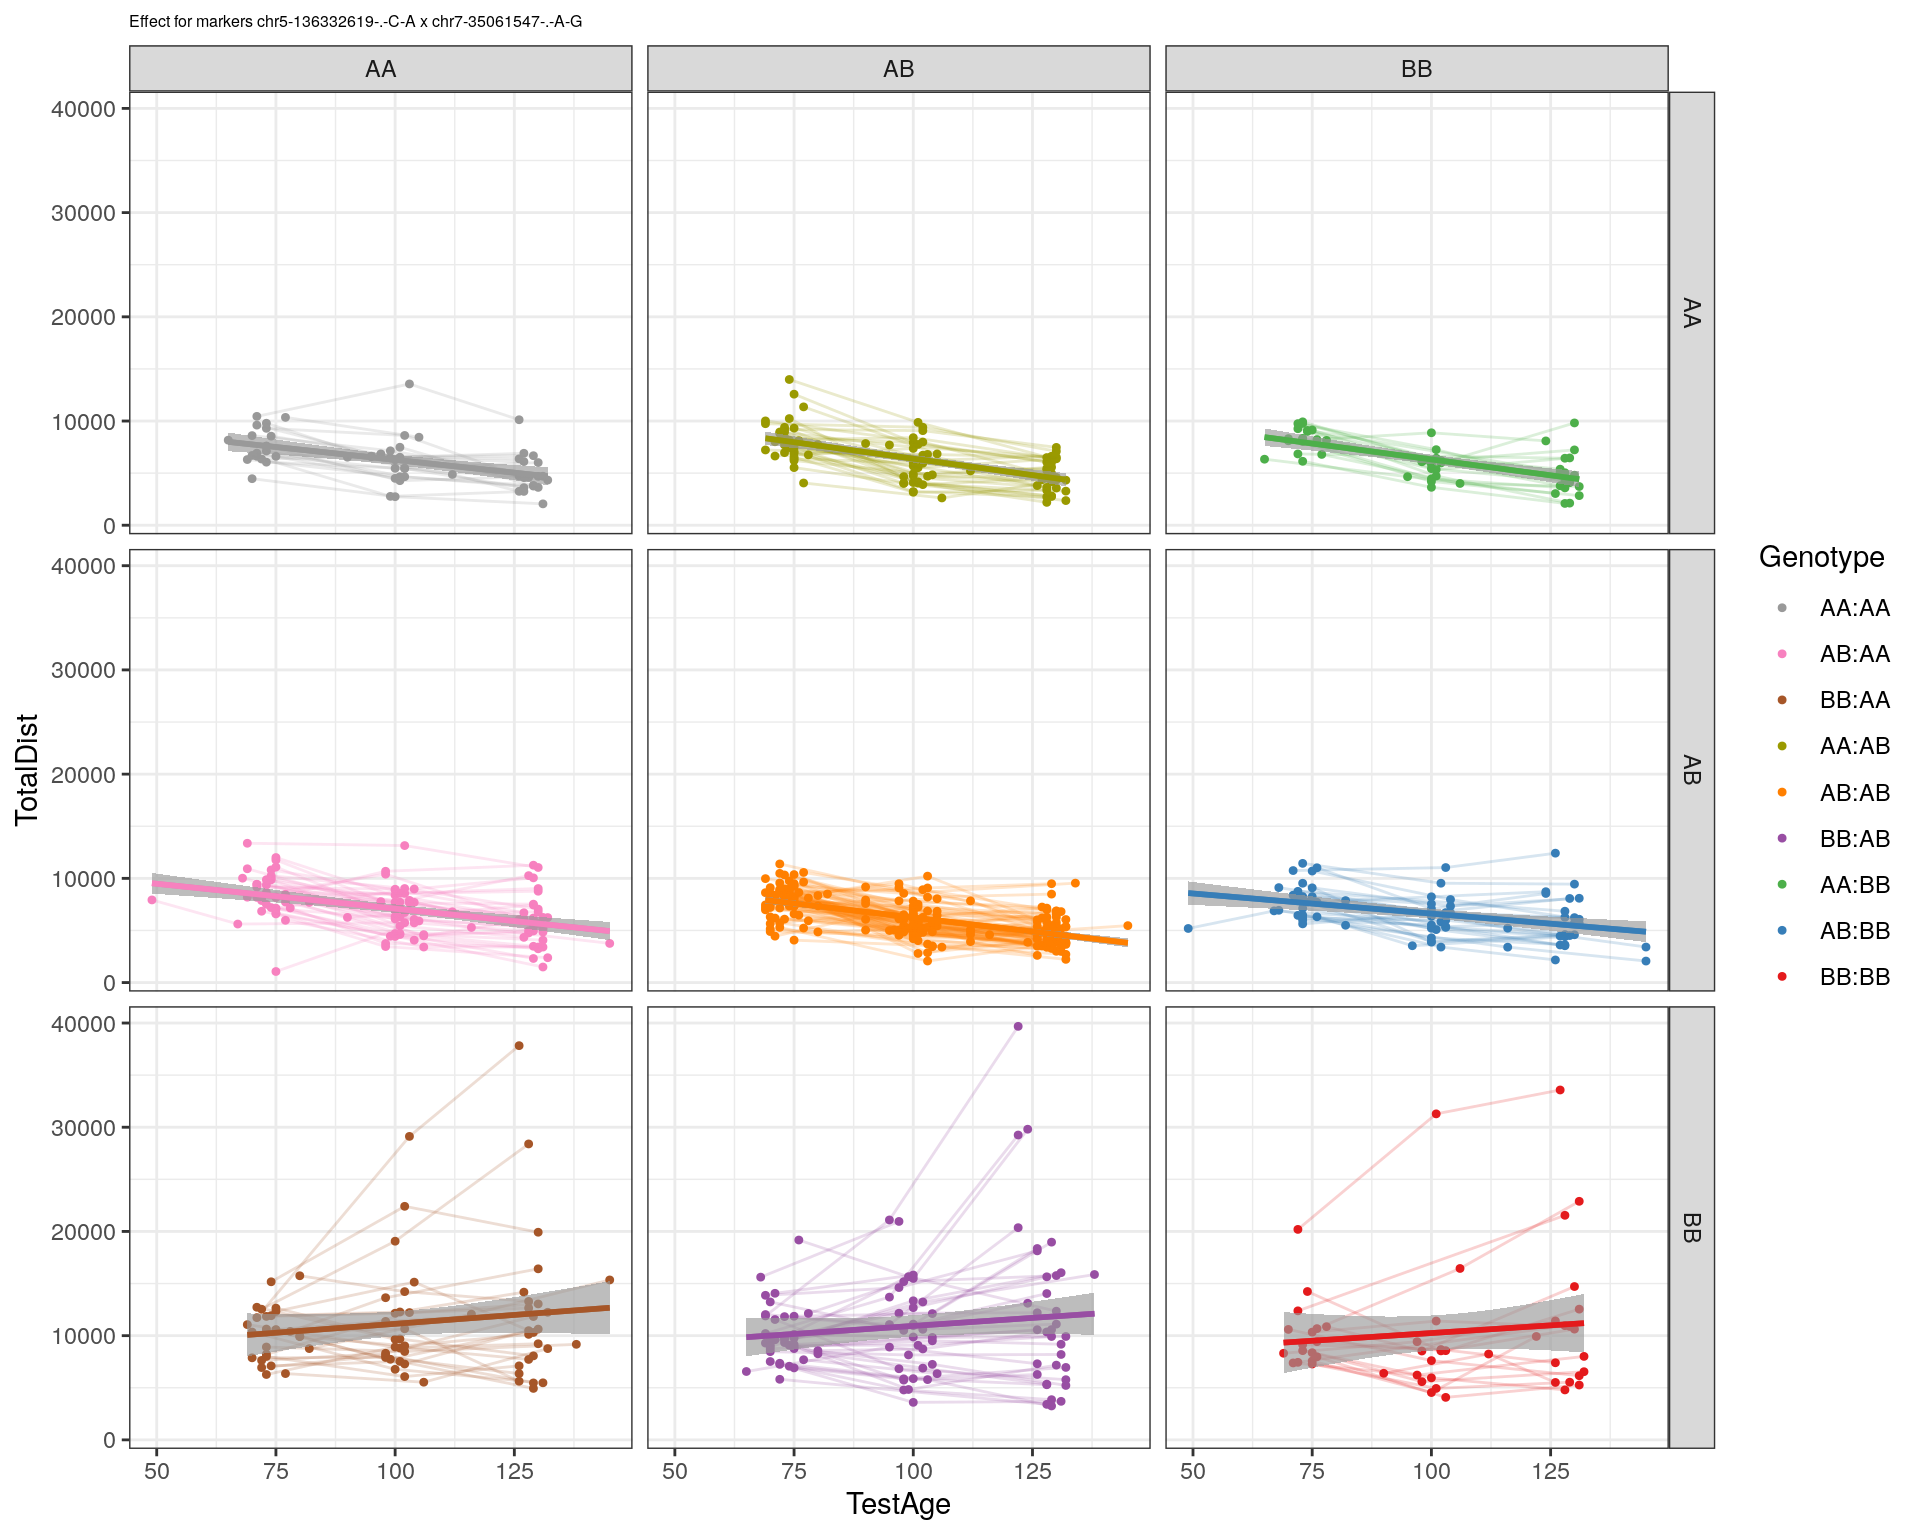 Effect for markers chr5-136332619-.-C-A x chr7-35061547-.-A-G
AA
AB
BB
40000
30000
20000
10000
0
AA
40000
30000
20000
10000
0
AB
40000
30000
20000
10000
0
BB
50
75
100
125
50
75
100
125
50
75
100
125
TestAge
TotalDist
Genotype
AA:AA
AB:AA
BB:AA
AA:AB
AB:AB
BB:AB
AA:BB
AB:BB
BB:BB